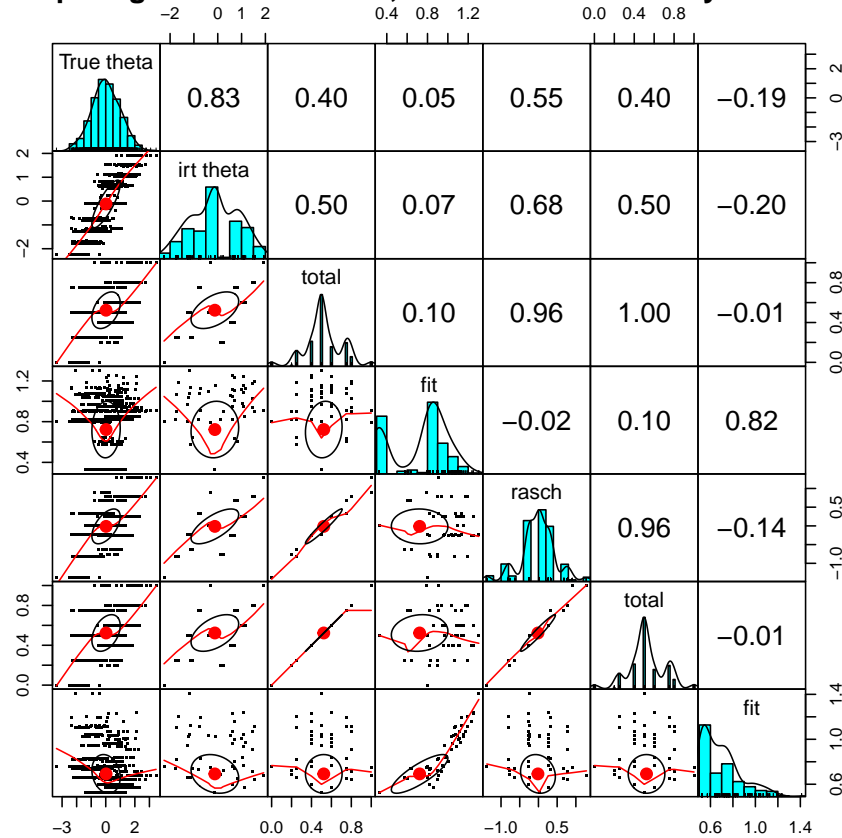 −2 0 1 2 0.4 0.8 1.2 0.0 0.4 0.8
True theta 0.83 0.40 0.05 0.55 0.40 −0.19
−3 0 2
irt theta 0.50 0.07 0.68 0.50 −0.20
−2 0 1 2
total 0.10 0.96 1.00 −0.01
0.0 0.4 0.8
fit −0.02 0.10 0.82
0.4 0.8 1.2
rasch 0.96 −0.14
−1.0 0.5
total −0.01
0.0 0.4 0.8
fit
0.6 1.0 1.4
−3 0 2 0.0 0.4 0.8 −1.0 0.5 0.6 1.0 1.4